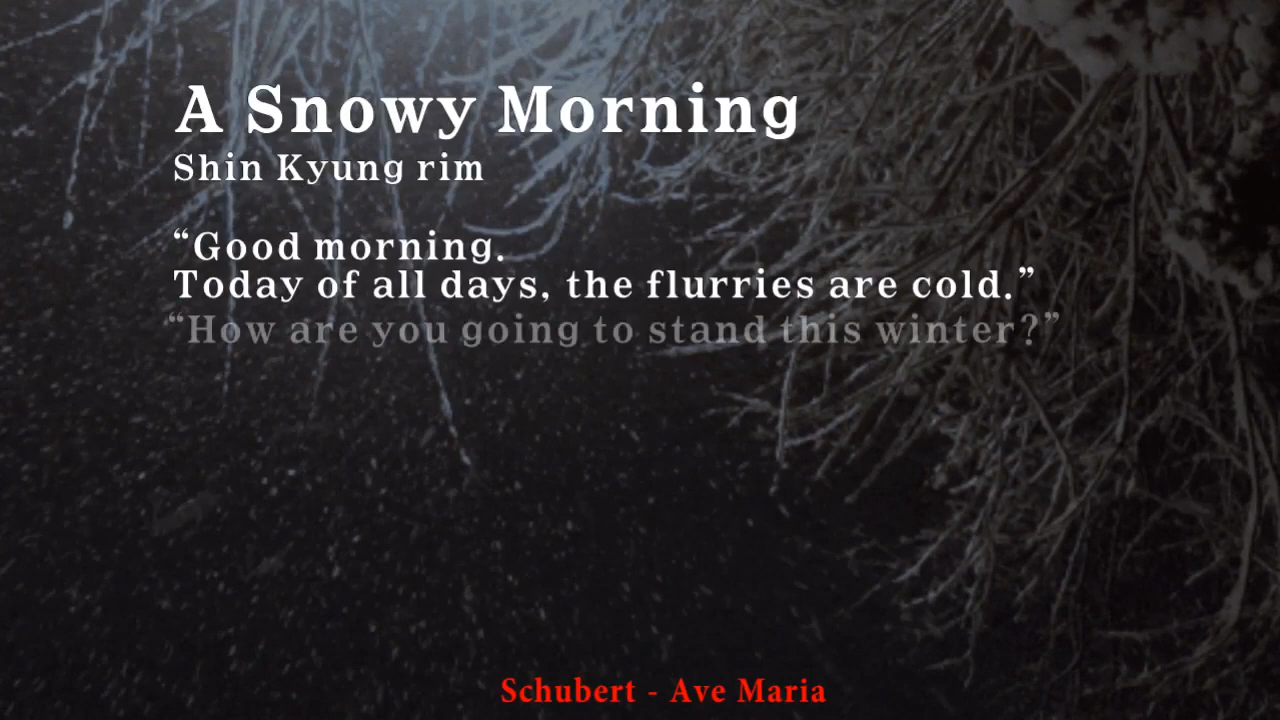 A Snowy Morning
Shin Kyung rim
“Good morning.
Today of all days, the flurries are cold.”
“How are you going to stand this winter?”
Schubert - Ave Maria